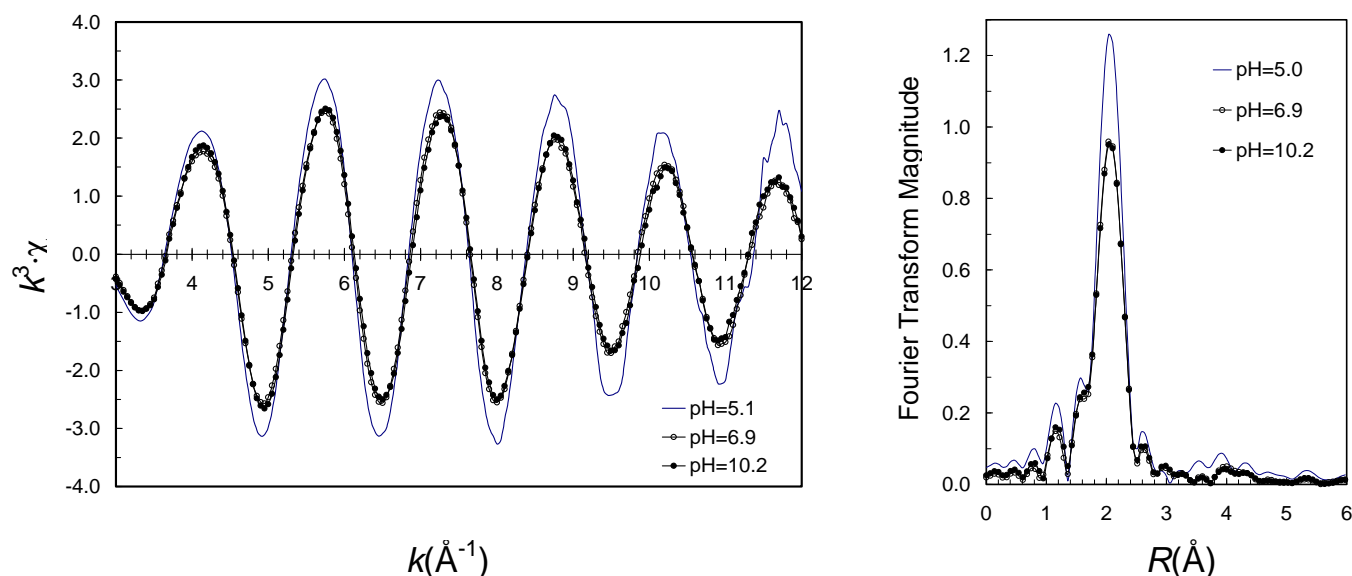 4.0
3.0
2.0
1.0
0.0
-1.0
-2.0
-3.0
-4.0
k³·χ
4 5 6 7 8 9 10 11 12
pH=5.1
pH=6.9
pH=10.2
k(Å⁻¹)
1.2
1.0
0.8
0.6
0.4
0.2
0.0
Fourier Transform Magnitude
pH=5.0
pH=6.9
pH=10.2
0 1 2 3 4 5 6
R(Å)